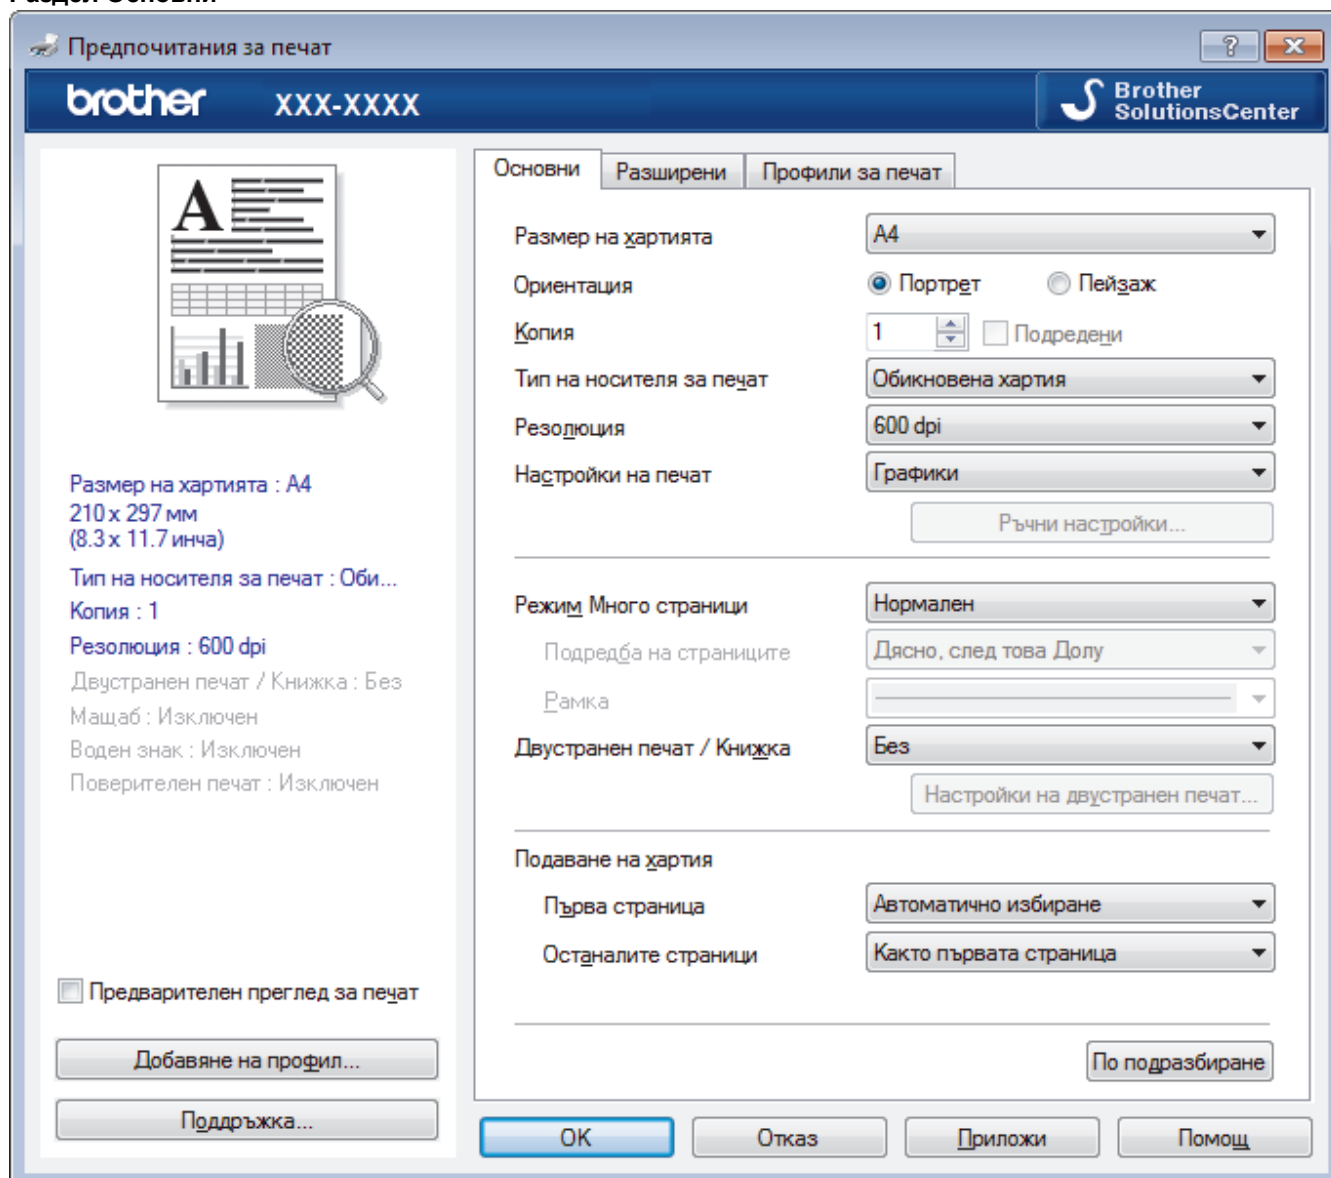 Раздел Основни
Предпочитания за печат
brother XXX-XXXX
Brother
SolutionsCenter
A
Размер на хартията : A4
210 x 297 мм
(8.3 x 11.7 инча)
Тип на носителя за печат : Оби...
Копия : 1
Резолюция : 600 dpi
Двустранен печат / Книжка : Без
Мащаб : Изключен
Воден знак : Изключен
Поверителен печат : Изключен
Предварителен преглед за печат
Добавяне на профил...
Поддръжка...
Основни Разширени Профили за печат
Размер на хартията A4
Ориентация Портрет Пейзаж
Копия 1 Подредени
Тип на носителя за печат Обикновена хартия
Резолюция 600 dpi
Настройки на печат Графики
Ръчни настройки...
Режим Много страници Нормален
Подредба на страниците Дясно, след това Долу
Рамка
Двустранен печат / Книжка Без
Настройки на двустранен печат...
Подаване на хартия
Първа страница Автоматично избиране
Останалите страници Както първата страница
По подразбиране
OK Отказ Приложи Помощ